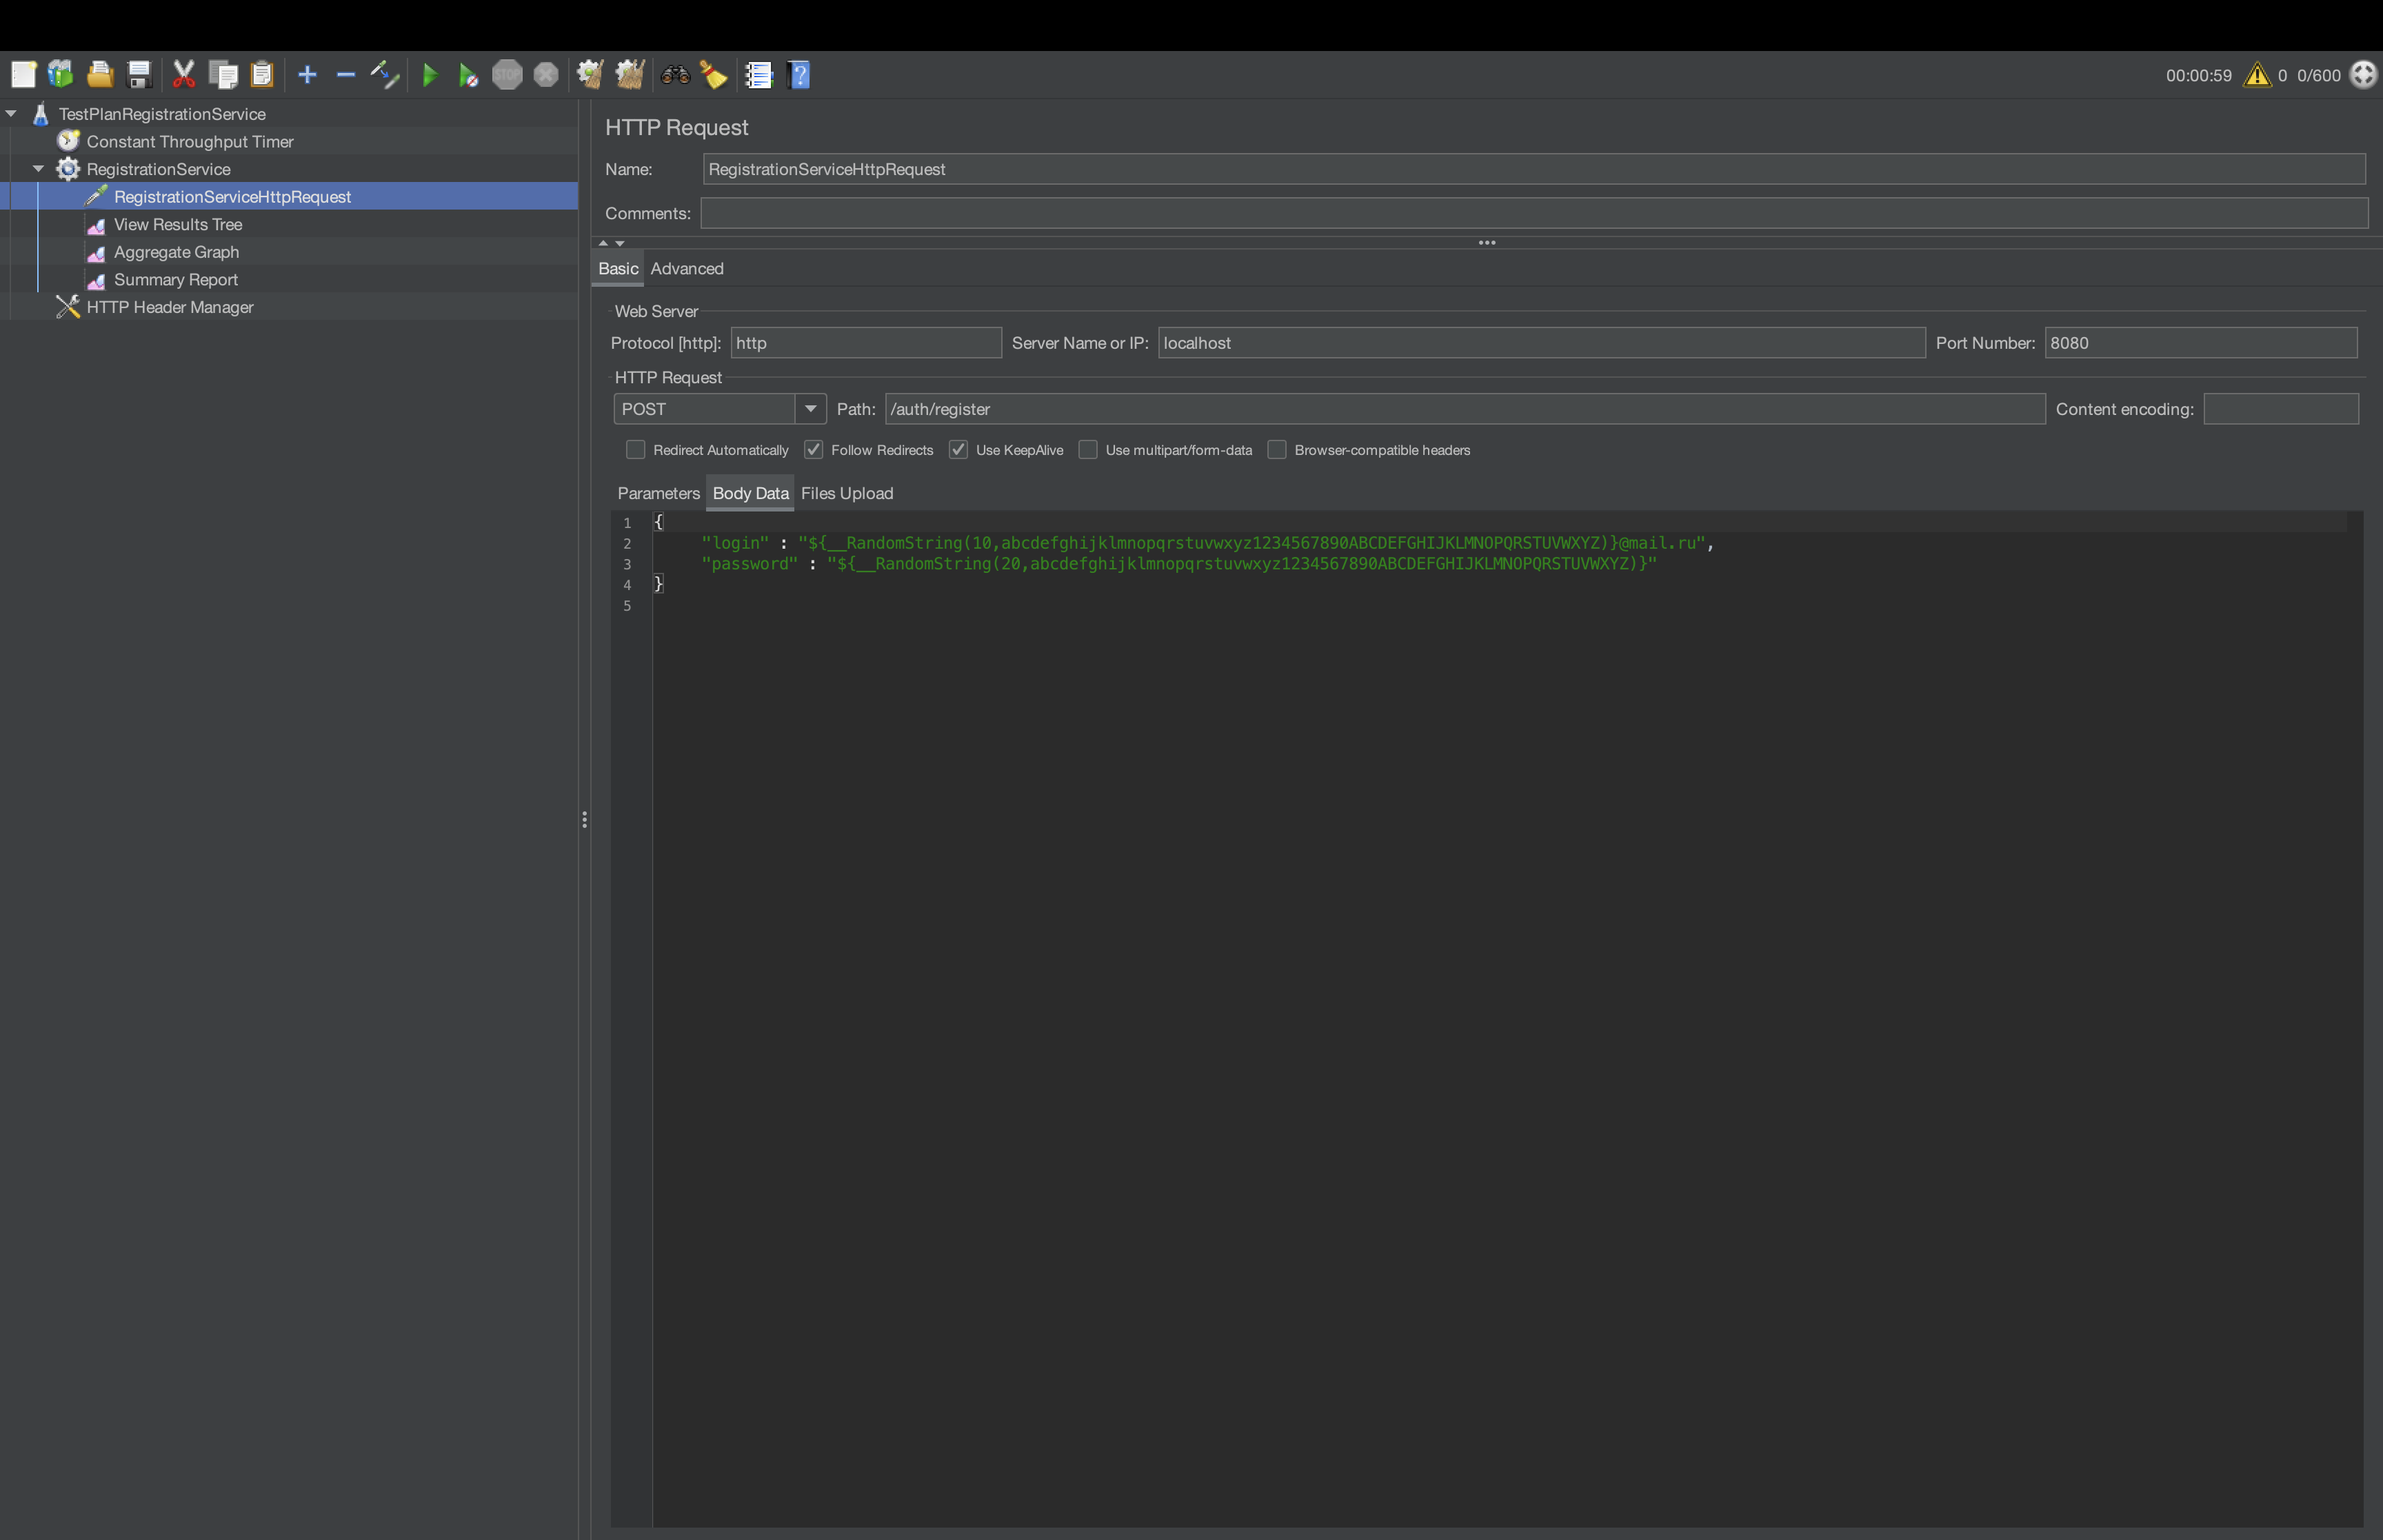 STOP
00:00:59 0 0/600
TestPlanRegistrationService
Constant Throughput Timer
RegistrationService
RegistrationServiceHttpRequest
View Results Tree
Aggregate Graph
Summary Report
HTTP Header Manager
HTTP Request
Name: RegistrationServiceHttpRequest
Comments:
Basic Advanced
Web Server
Protocol [http]: http Server Name or IP: localhost Port Number: 8080
HTTP Request
POST Path: /auth/register Content encoding:
Redirect Automatically Follow Redirects Use KeepAlive Use multipart/form-data Browser-compatible headers
Parameters Body Data Files Upload
1 {
2 "login" : "${__RandomString(10,abcdefghijklmnopqrstuvwxyz1234567890ABCDEFGHIJKLMNOPQRSTUVWXYZ)}@mail.ru",
3 "password" : "${__RandomString(20,abcdefghijklmnopqrstuvwxyz1234567890ABCDEFGHIJKLMNOPQRSTUVWXYZ)}"
4 }
5